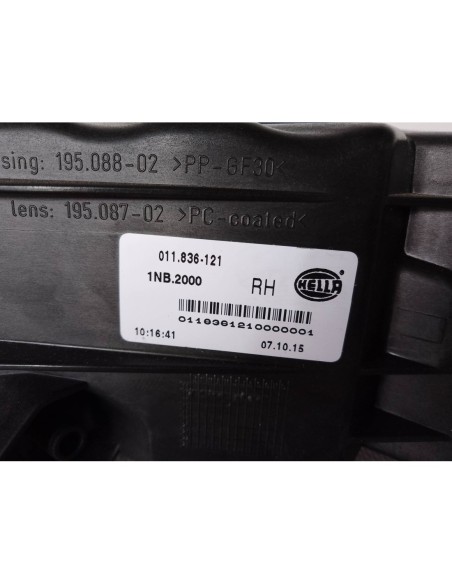 sing: 195.088-02 >PP-GF30<
lens: 195.087-02 >PC-coated<
011.836-121
1NB.2000
RH
HELLA
0118361210000001
10:16:41
07.10.15